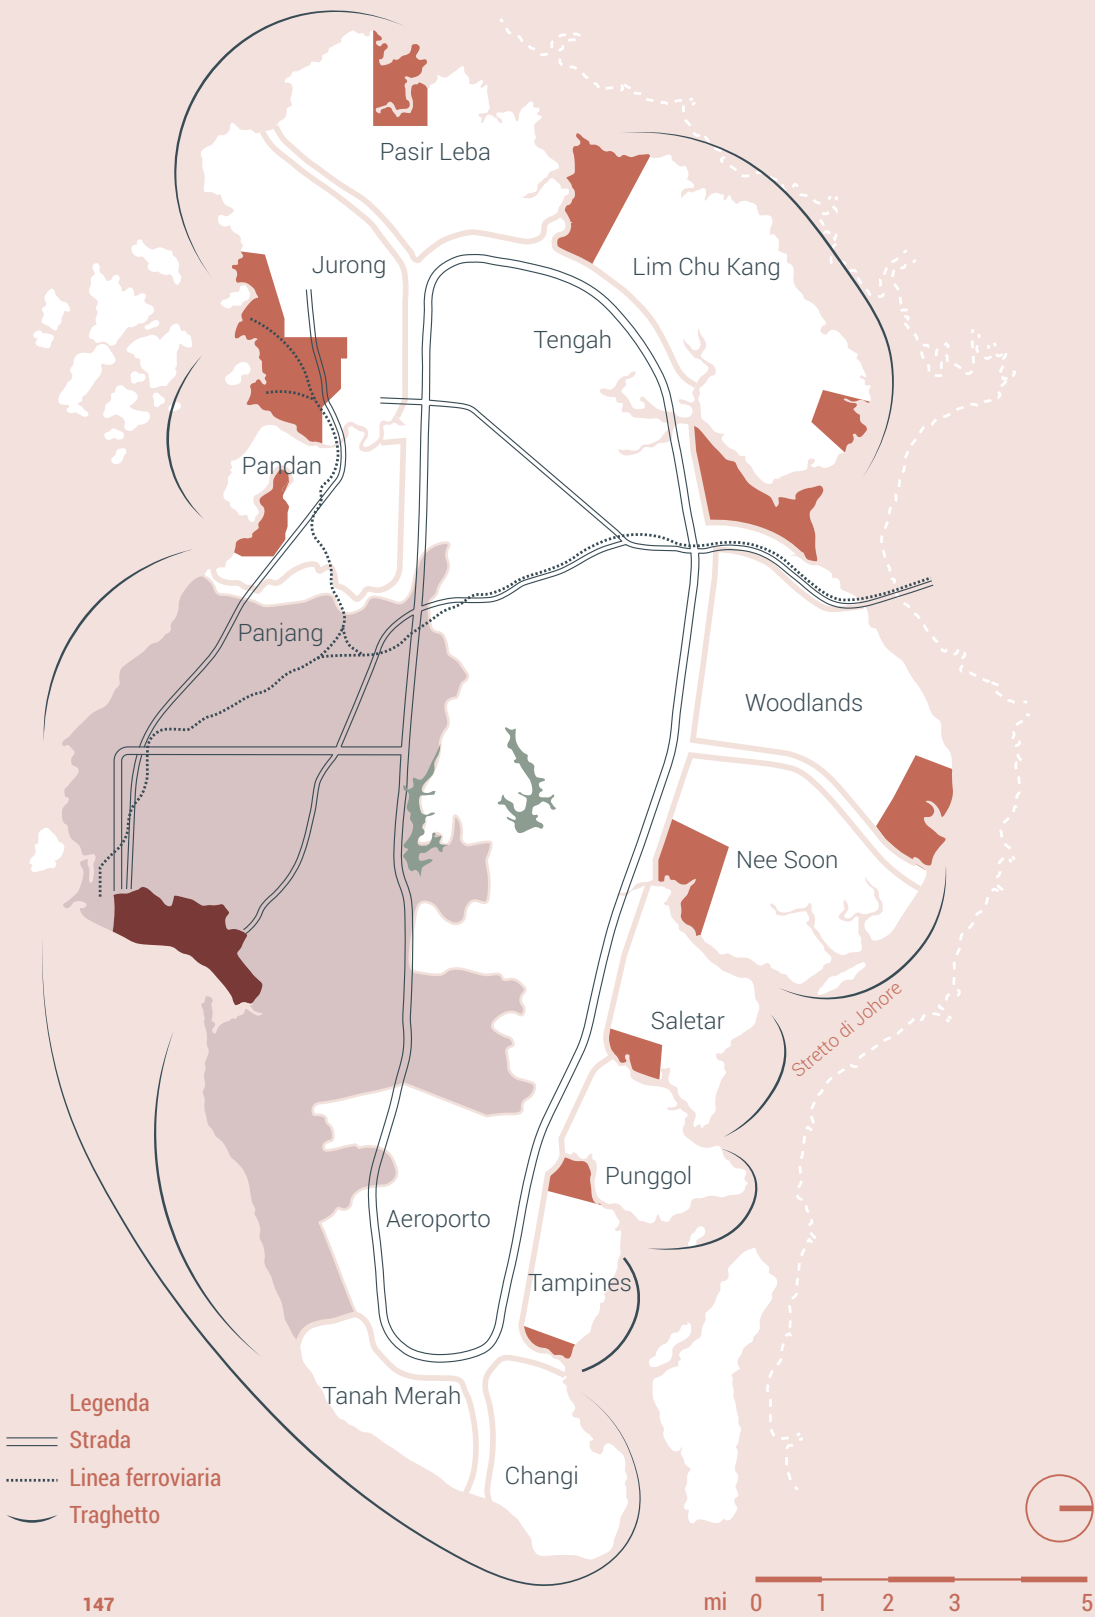 Pasir Leba
Jurong
Lim Chu Kang
Tengah
Pandan
Panjang
Woodlands
Nee Soon
Saletar
Stretto di Johore
Punggol
Aeroporto
Tampines
Tanah Merah
Changi
Legenda
Strada
Linea ferroviaria
Traghetto
mi 0 1 2 3 5
147